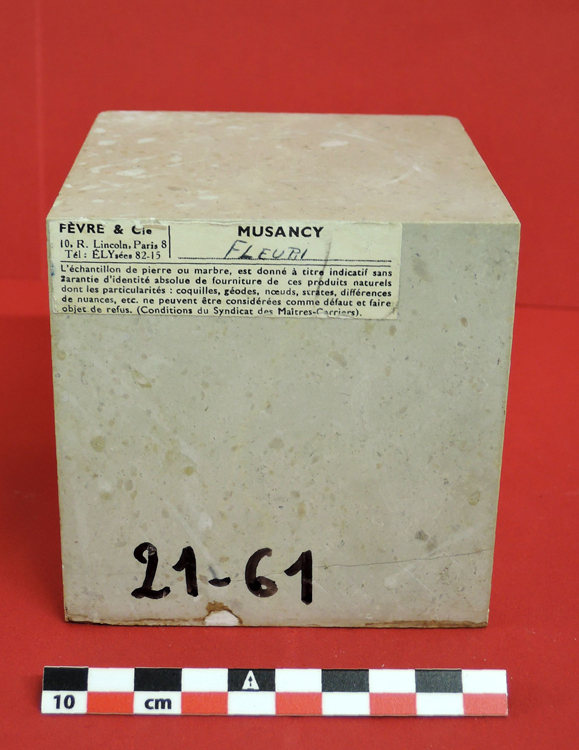 FÈVRE & Cie
10, R. Lincoln, Paris 8
Tél : ÉLYsées 82-15
MUSANCY
FLEURI
L'échantillon de pierre ou marbre, est donné à titre indicatif sans
garantie d'identité absolue de fourniture de ces produits naturels
dont les particularités : coquilles, géodes, nœuds, strates, différences
de nuances, etc. ne peuvent être considérées comme défaut et faire
objet de refus. (Conditions du Syndicat des Maîtres-Carriers).
21-61
10 cm